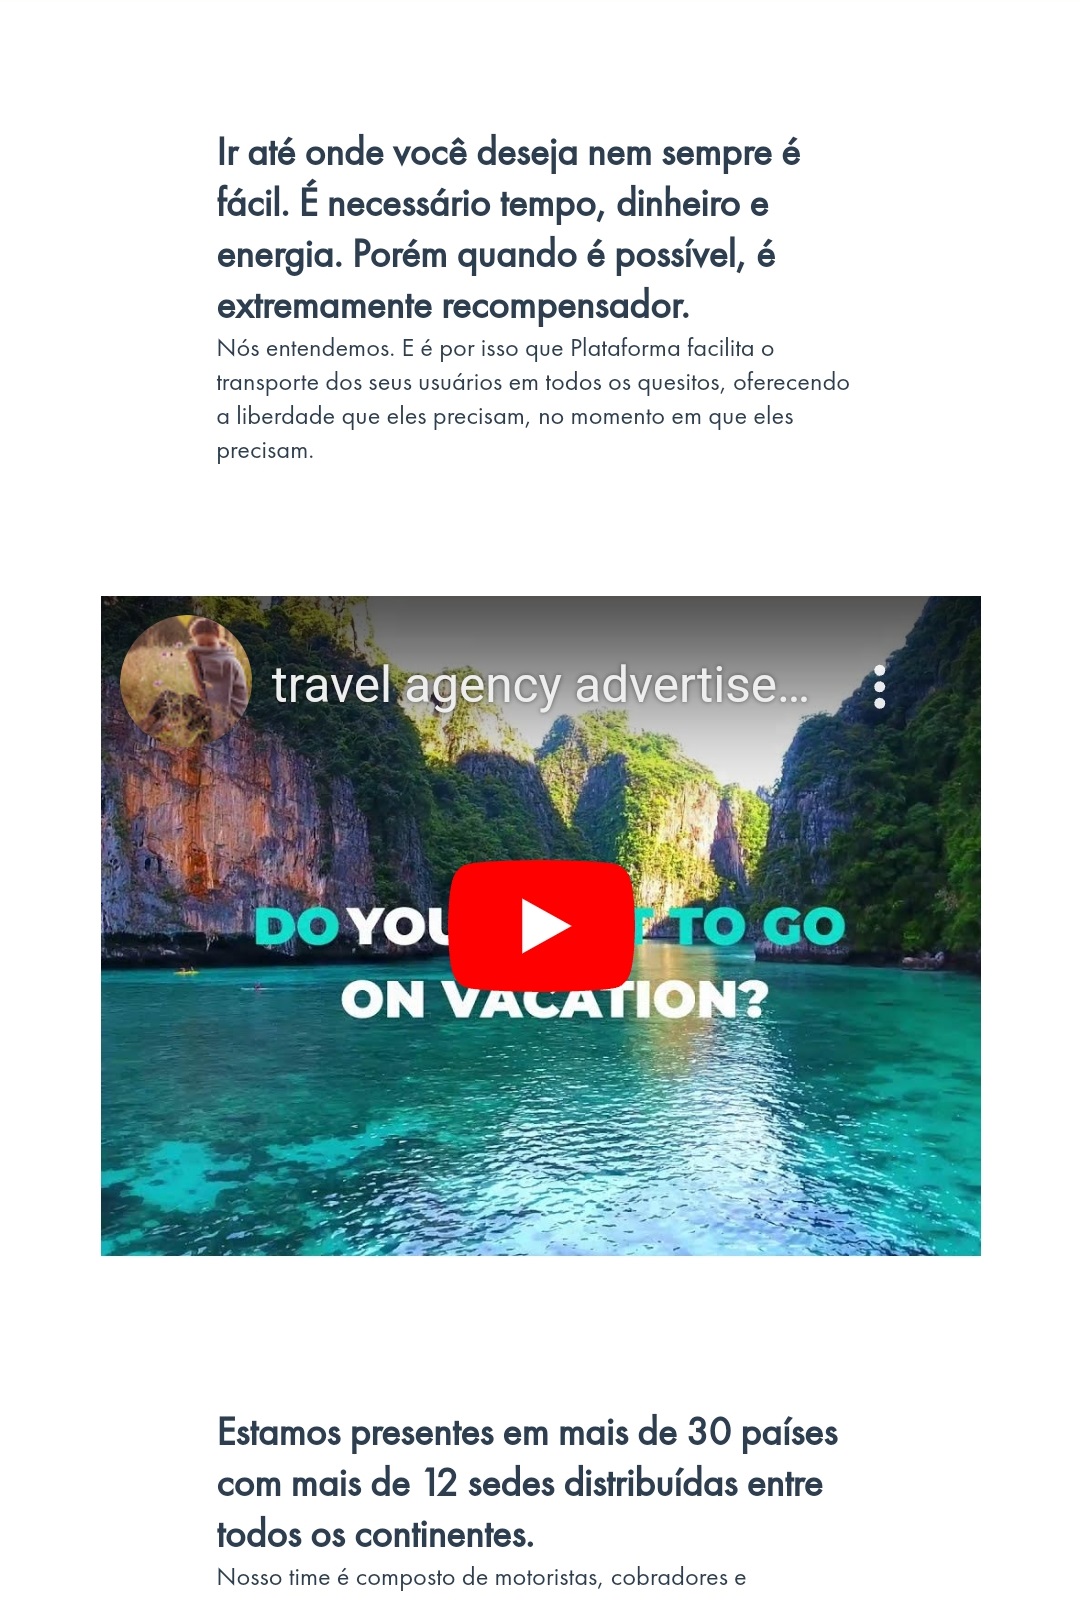 Ir até onde você deseja nem sempre é
fácil. É necessário tempo, dinheiro e
energia. Porém quando é possível, é
extremamente recompensador.
Nós entendemos. E é por isso que Plataforma facilita o
transporte dos seus usuários em todos os quesitos, oferecendo
a liberdade que eles precisam, no momento em que eles
precisam.
travel agency advertise...
DO YOU TO GO
ON VACATION?
Estamos presentes em mais de 30 países
com mais de 12 sedes distribuídas entre
todos os continentes.
Nosso time é composto de motoristas, cobradores e